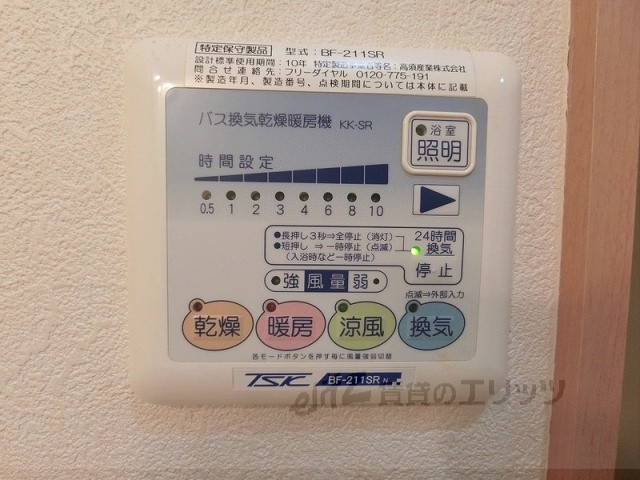 特定保守製品 型式：BF-211SR
設計標準使用期間：10年 特定製造事業者等名：高須産業株式会社
問合せ連絡先：フリーダイヤル 0120-775-191
※製造年月、製造番号、点検期間については本体に記載
バス換気乾燥暖房機 KK-SR
浴室
照明
時間設定
0.5 1 2 3 4 6 8 10
●長押し3秒⇒全停止（消灯）
●短押し ⇒一時停止（点滅）
（入浴時など一時停止）
24時間
換気
停止
強 風量 弱
点滅⇒外部入力
乾燥 暖房 涼風 換気
各モードボタンを押す毎に風量強弱切替
TSK BF-211SR N
賃貸のエリッツ